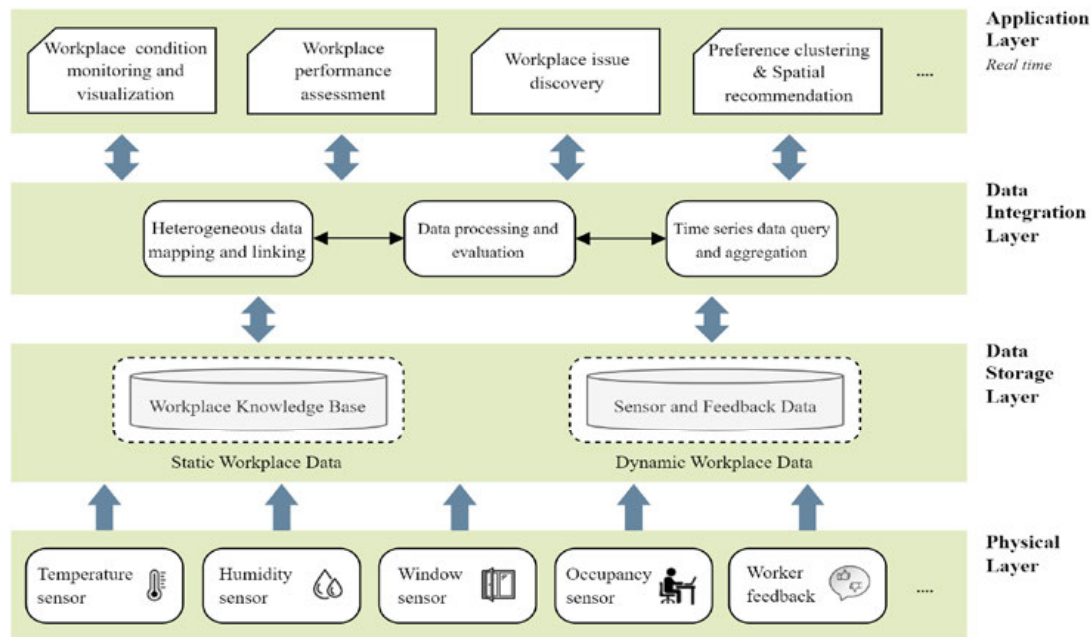 Workplace condition
monitoring and
visualization
Workplace
performance
assessment
Workplace issue
discovery
Preference clustering
& Spatial
recommendation
....
Application
Layer
Real time
Heterogeneous data
mapping and linking
Data processing and
evaluation
Time series data query
and aggregation
Data
Integration
Layer
Workplace Knowledge Base
Static Workplace Data
Sensor and Feedback Data
Dynamic Workplace Data
Data
Storage
Layer
Temperature
sensor
Humidity
sensor
Window
sensor
Occupancy
sensor
Worker
feedback
....
Physical
Layer